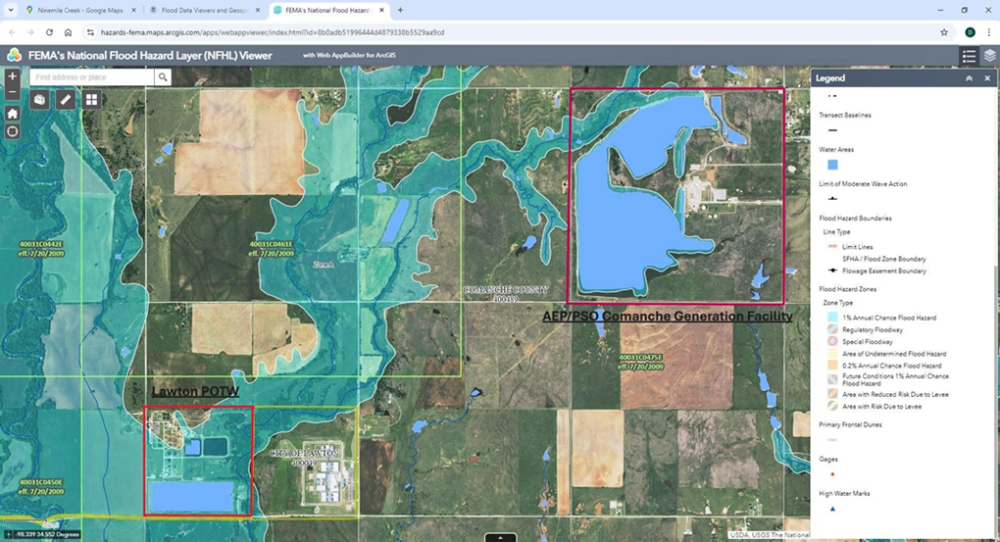 Ninemile Creek - Google Maps
Flood Data Viewers and Geosp
FEMA's National Flood Hazard
hazards-fema.maps.arcgis.com/apps/webappviewer/index.html?id=8b0adb51996444d4879338b5529aa9cd
D
FEMA's National Flood Hazard Layer (NFHL) Viewer
with Web AppBuilder for ArcGIS
Find address or place
40031C0442E
eff. 7/20/2009
40031C0461E
eff. 7/20/2009
Zone A
COMANCHE COUNTY
400489
AEP/PSO Comanche Generation Facility
40031C0475E
eff. 7/20/2009
Lawton POTW
CITY OF LAWTON
400049
40031C0450E
eff. 7/20/2009
-98.339 34.552 Degrees
USDA, USGS The National
Legend
Transect Baselines
Water Areas
Limit of Moderate Wave Action
Flood Hazard Boundaries
Line Type
Limit Lines
SFHA / Flood Zone Boundary
Flowage Easement Boundary
Flood Hazard Zones
Zone Type
1% Annual Chance Flood Hazard
Regulatory Floodway
Special Floodway
Area of Undetermined Flood Hazard
0.2% Annual Chance Flood Hazard
Future Conditions 1% Annual Chance
Flood Hazard
Area with Reduced Risk Due to Levee
Area with Risk Due to Levee
Primary Frontal Dunes
Gages
High Water Marks